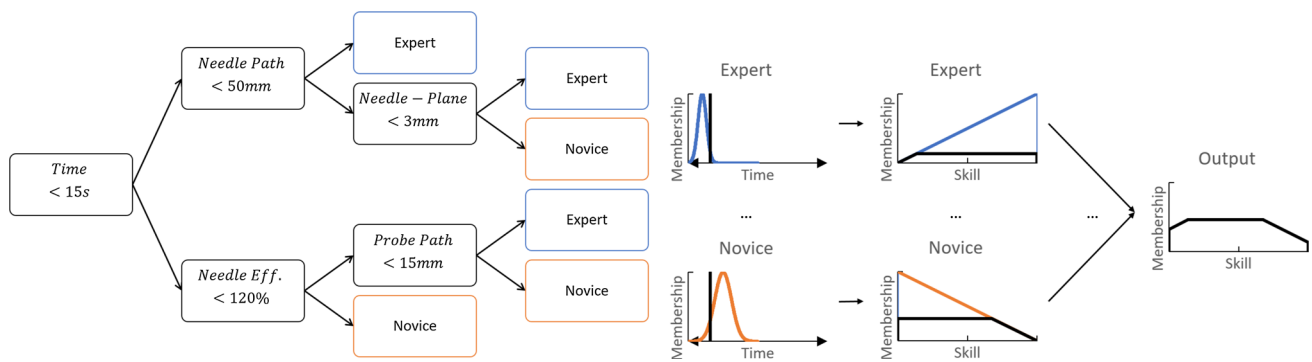 Time
< 15s
Needle Path
< 50mm
Expert
Needle − Plane
< 3mm
Expert
Novice
Needle Eff.
< 120%
Probe Path
< 15mm
Expert
Novice
Novice
Expert
Membership
Time
Expert
Membership
Skill
...
...
...
Novice
Membership
Time
Novice
Membership
Skill
Output
Membership
Skill